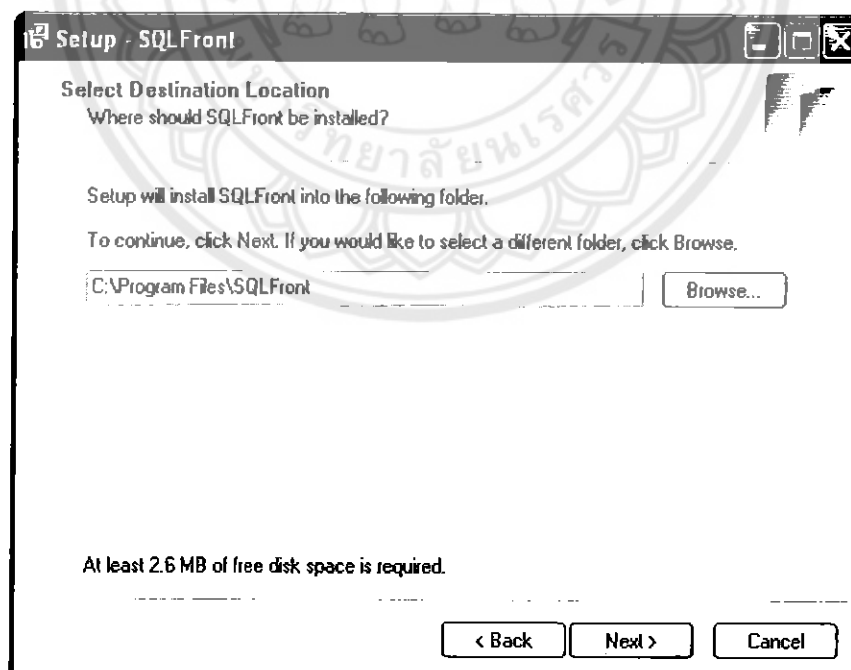 Setup - SQLFront
Select Destination Location
Where should SQLFront be installed?
Setup will install SQLFront into the following folder.
To continue, click Next. If you would like to select a different folder, click Browse.
C:\Program Files\SQLFront
Browse...
At least 2.6 MB of free disk space is required.
< Back
Next >
Cancel